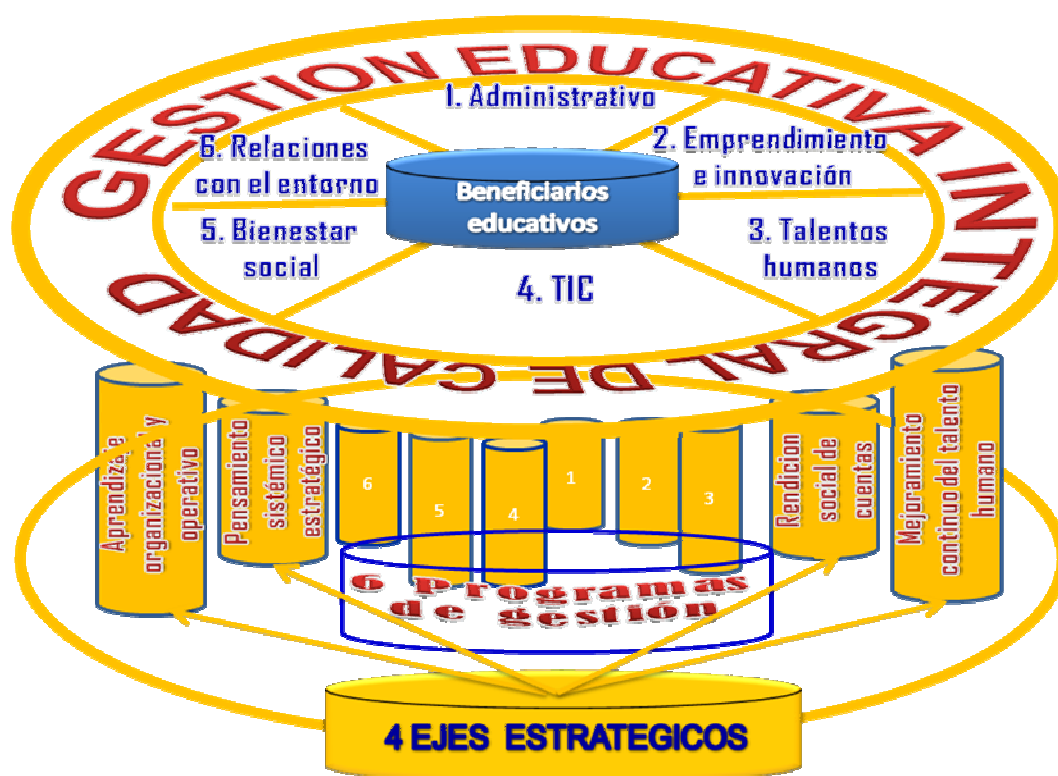 GESTION EDUCATIVA INTEGRAL DE CALIDAD
1. Administrativo
2. Emprendimiento
e innovación
3. Talentos
humanos
4. TIC
5. Bienestar
social
6. Relaciones
con el entorno
Beneficiarios
educativos
Aprendizaje
organizacional y
operativo
Pensamiento
sistémico
estratégico
6
5
4
1
2
3
Rendicion
social de
cuentas
Mejoramiento
continuo del talento
humano
6 Programas
de gestión
4 EJES ESTRATEGICOS